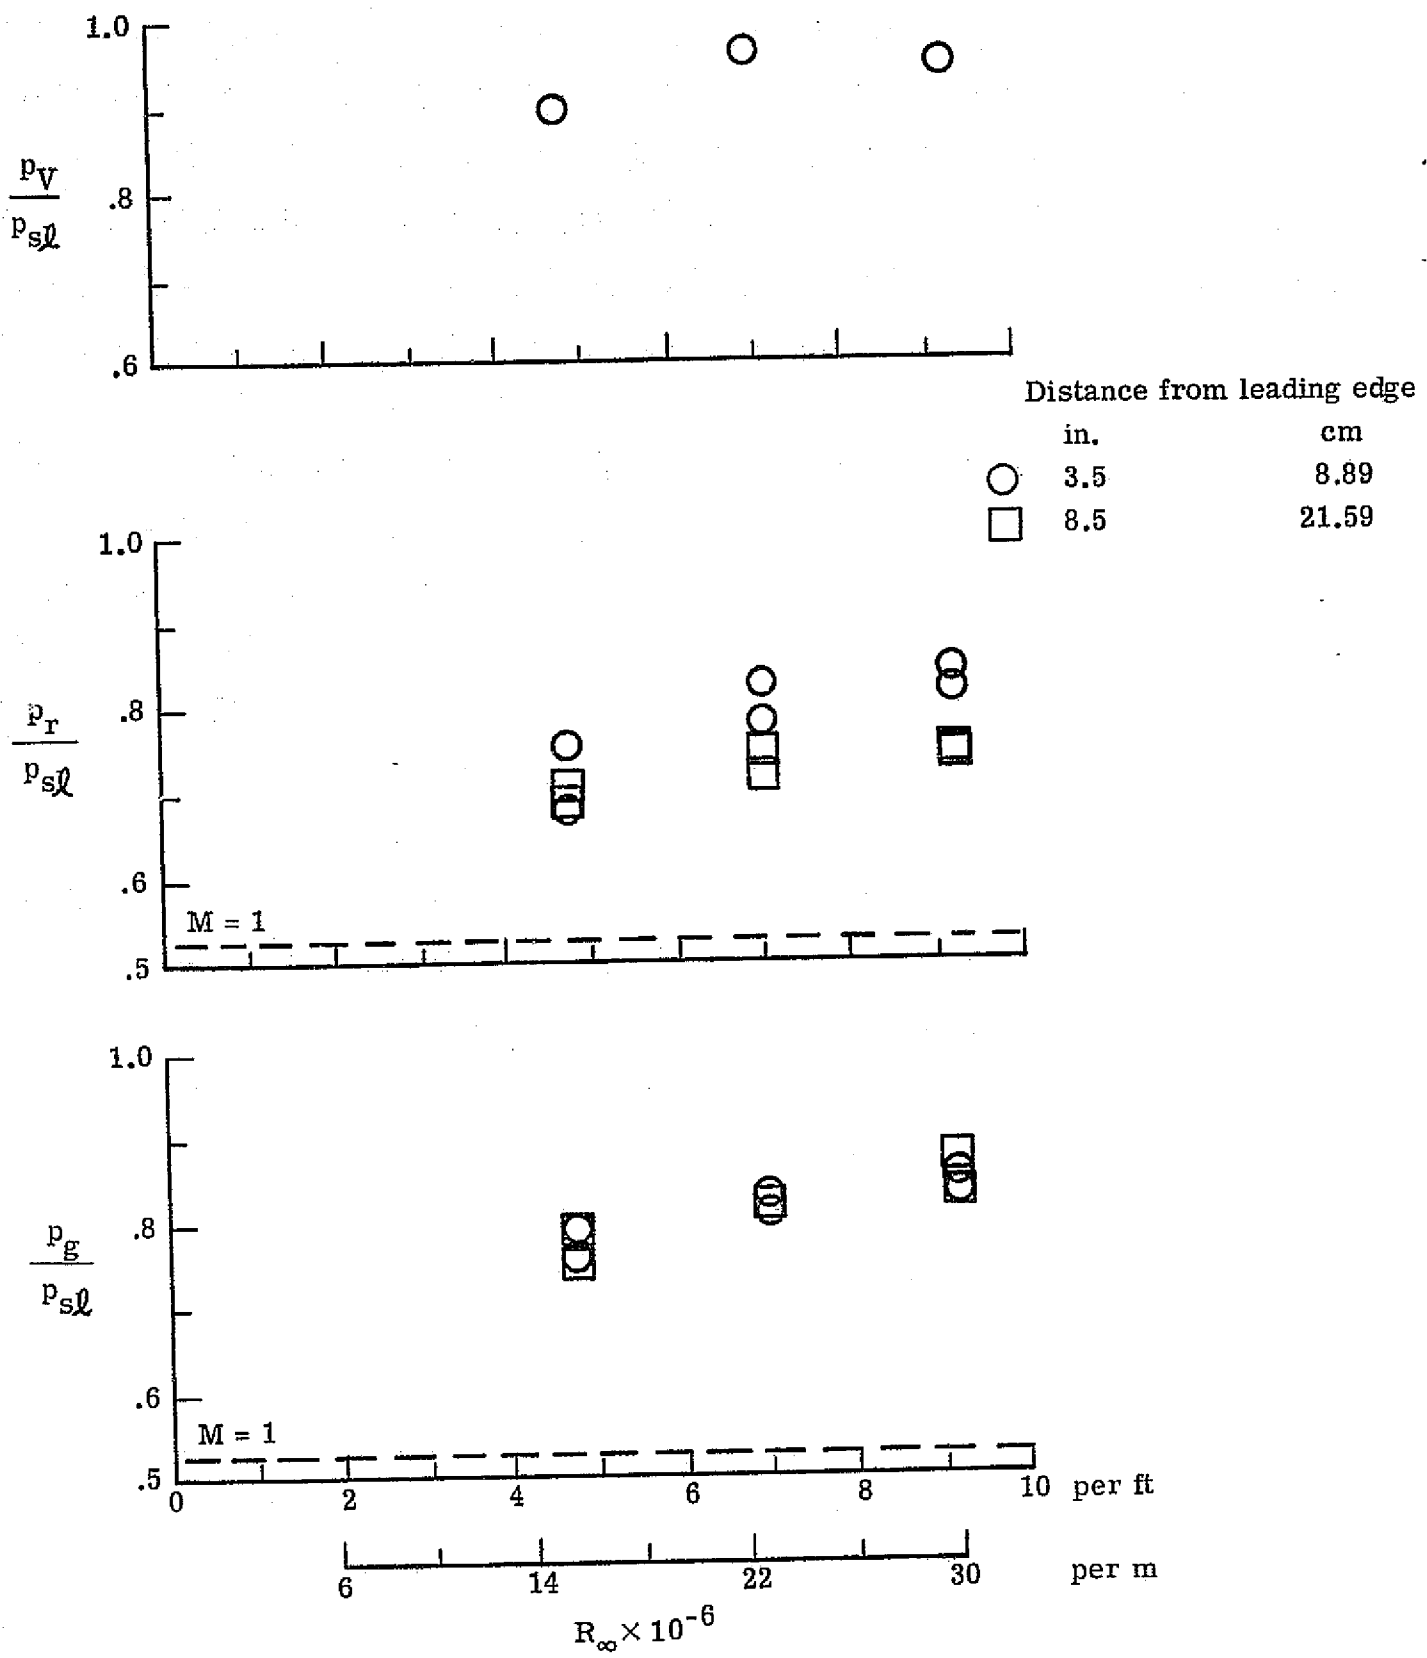 1.0
p_V
p_sℓ
.8
.6
Distance from leading edge
in. cm
3.5 8.89
8.5 21.59
1.0
p_r
p_sℓ
.8
.6
M = 1
.5
1.0
p_g
p_sℓ
.8
.6
M = 1
.5
0 2 4 6 8 10 per ft
6 14 22 30 per m
R_∞ × 10^-6